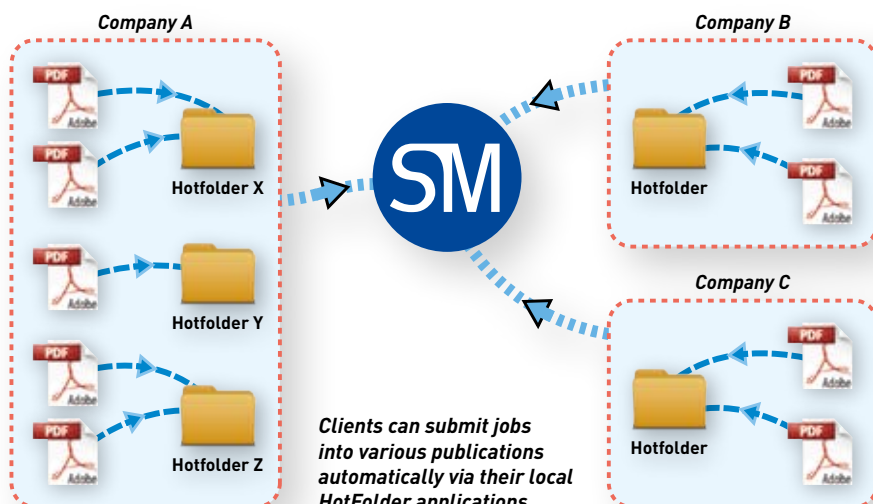 Company A
PDF
Adobe
PDF
Adobe
Hotfolder X
PDF
Adobe
Hotfolder Y
PDF
Adobe
PDF
Adobe
Hotfolder Z
SM
Clients can submit jobs
into various publications
automatically via their local
HotFolder applications
Company B
PDF
Adobe
Hotfolder
PDF
Adobe
Company C
PDF
Adobe
Hotfolder
PDF
Adobe